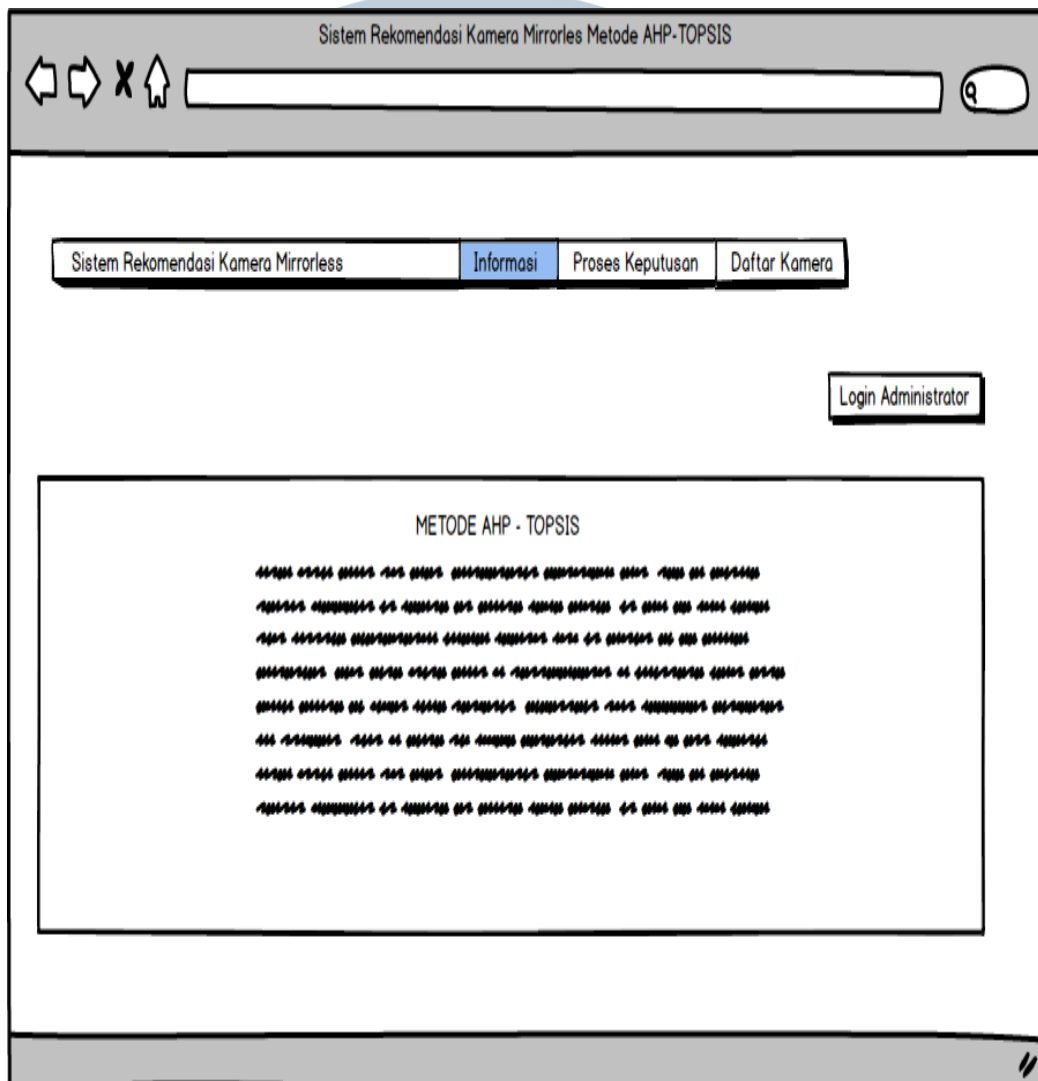 Sistem Rekomendasi Kamera Mirrorles Metode AHP-TOPSIS
Sistem Rekomendasi Kamera Mirrorless Informasi Proses Keputusan Daftar Kamera
Login Administrator
METODE AHP - TOPSIS